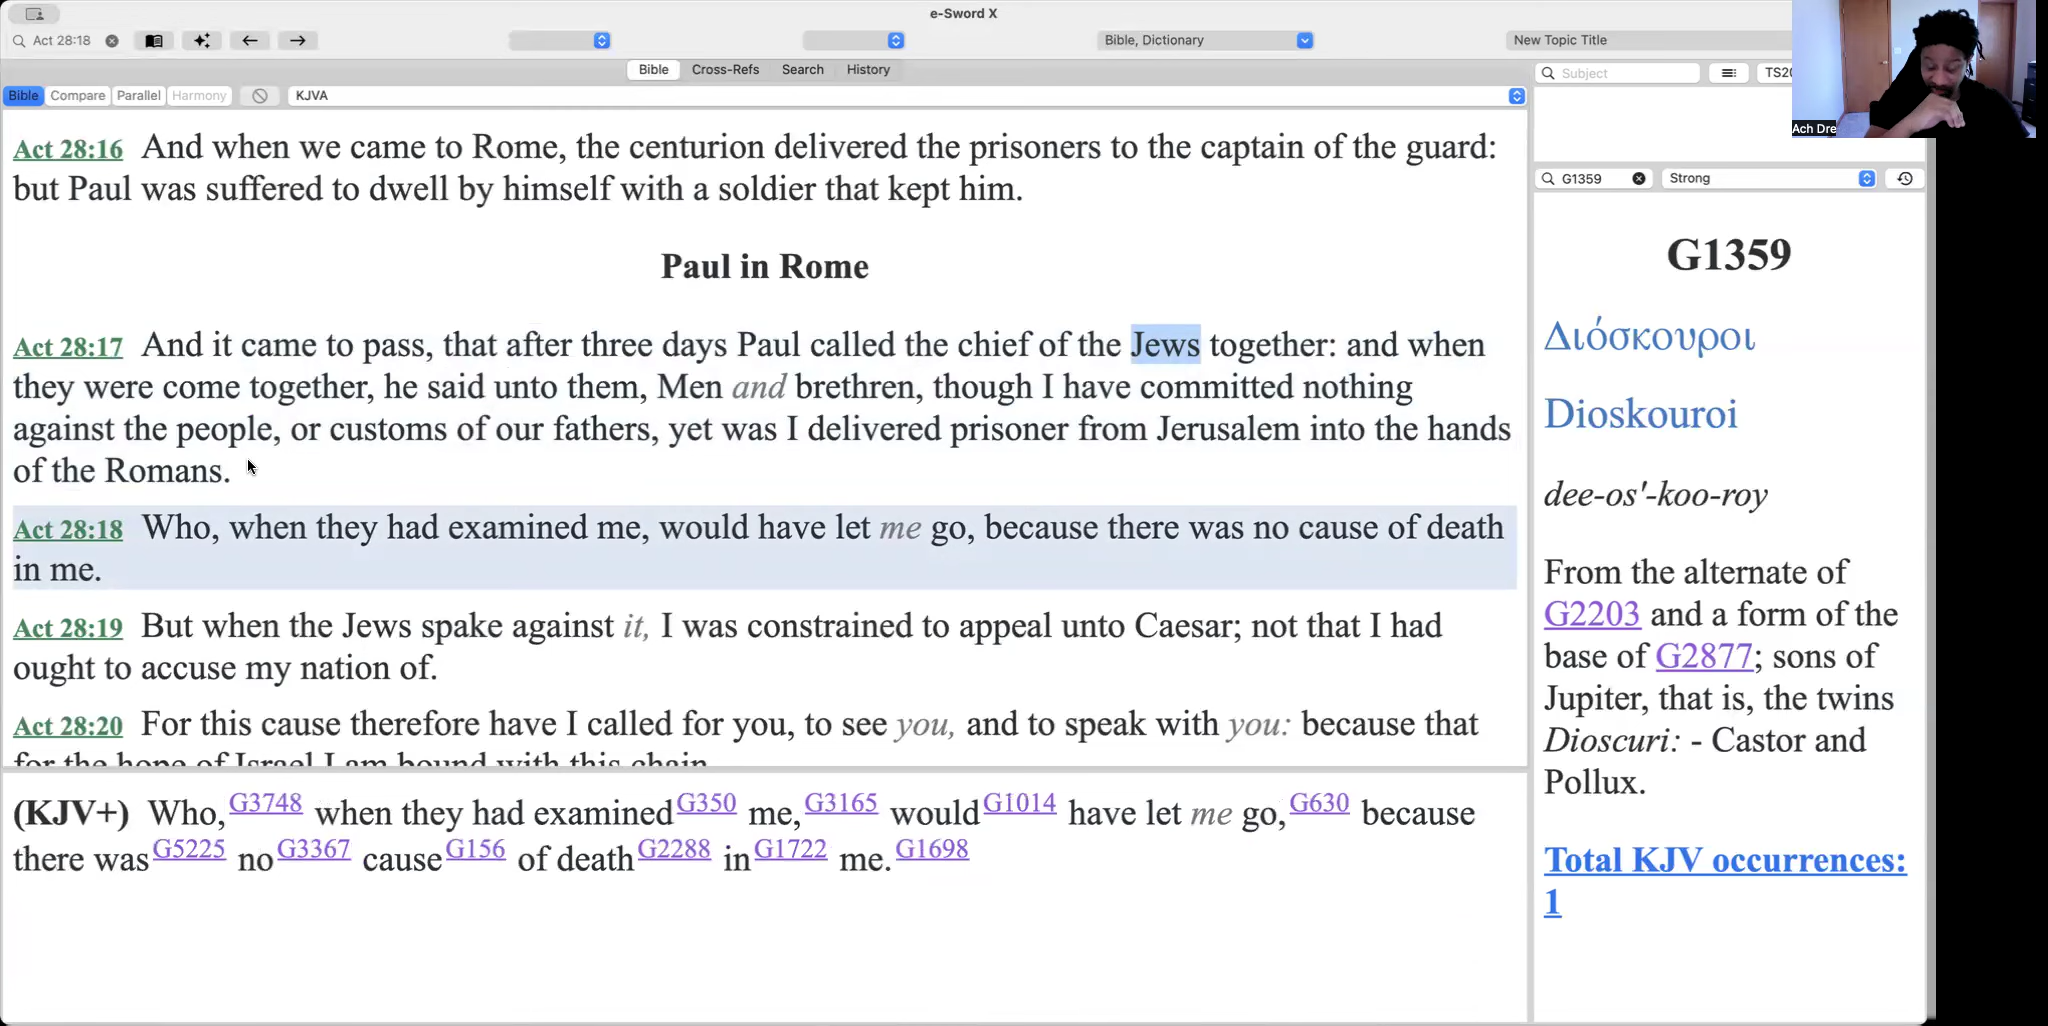 e-Sword X
Act 28:18
Bible, Dictionary
New Topic Title
Bible Cross-Refs Search History
Subject
Bible Compare Parallel Harmony
KJVA
Ach Dre
Act 28:16 And when we came to Rome, the centurion delivered the prisoners to the captain of the guard:
but Paul was suffered to dwell by himself with a soldier that kept him.
Paul in Rome
Act 28:17 And it came to pass, that after three days Paul called the chief of the Jews together: and when
they were come together, he said unto them, Men and brethren, though I have committed nothing
against the people, or customs of our fathers, yet was I delivered prisoner from Jerusalem into the hands
of the Romans.
Act 28:18 Who, when they had examined me, would have let me go, because there was no cause of death
in me.
Act 28:19 But when the Jews spake against it, I was constrained to appeal unto Caesar; not that I had
ought to accuse my nation of.
Act 28:20 For this cause therefore have I called for you, to see you, and to speak with you: because that
for the hope of Israel I am bound with this chain.
(KJV+) Who,G3748 when they had examinedG350 me,G3165 wouldG1014 have let me go,G630 because
there wasG5225 noG3367 causeG156 of deathG2288 inG1722 me.G1698
G1359
Strong
G1359
Διόσκουροι
Dioskouroi
dee-os'-koo-roy
From the alternate of
G2203 and a form of the
base of G2877; sons of
Jupiter, that is, the twins
Dioscuri: - Castor and
Pollux.
Total KJV occurrences:
1